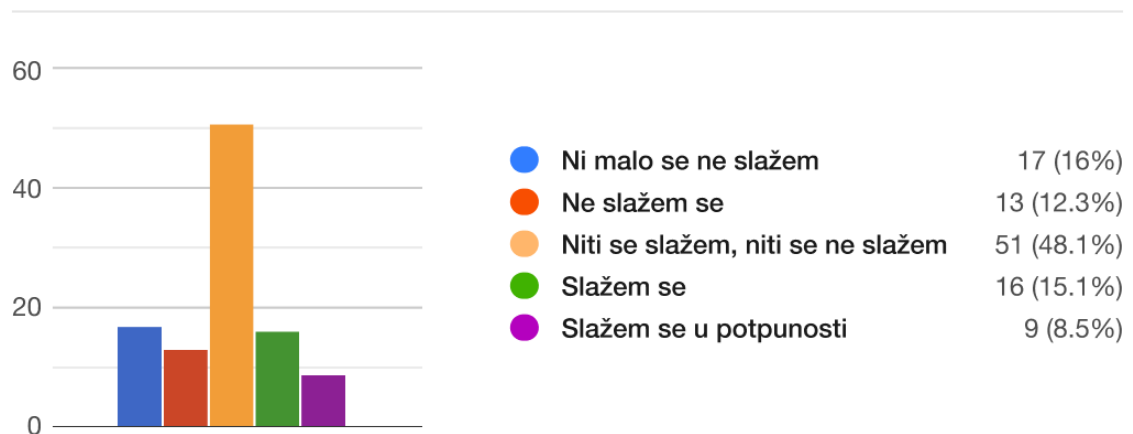 60
40
20
0
Ni malo se ne slažem 17 (16%)
Ne slažem se 13 (12.3%)
Niti se slažem, niti se ne slažem 51 (48.1%)
Slažem se 16 (15.1%)
Slažem se u potpunosti 9 (8.5%)